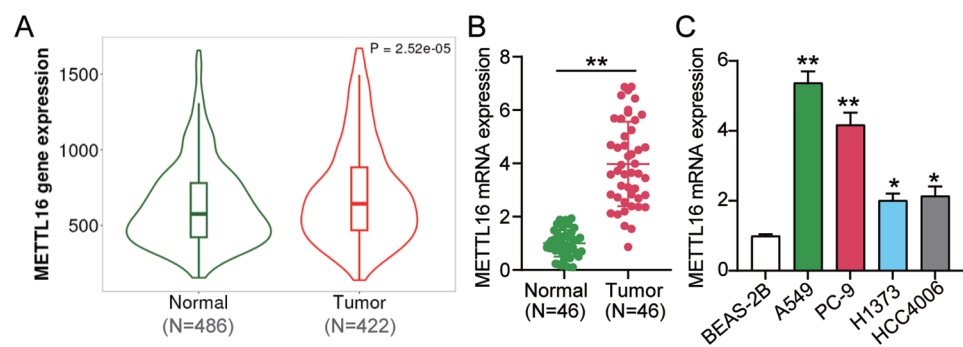 A
METTL16 gene expression
1500
1000
500
P = 2.52e-05
Normal
(N=486)
Tumor
(N=422)
B
METTL16 mRNA expression
8
6
4
2
0
**
Normal
(N=46)
Tumor
(N=46)
C
METTL16 mRNA expression
6
4
2
0
**
**
*
*
BEAS-2B
A549
PC-9
H1373
HCC4006